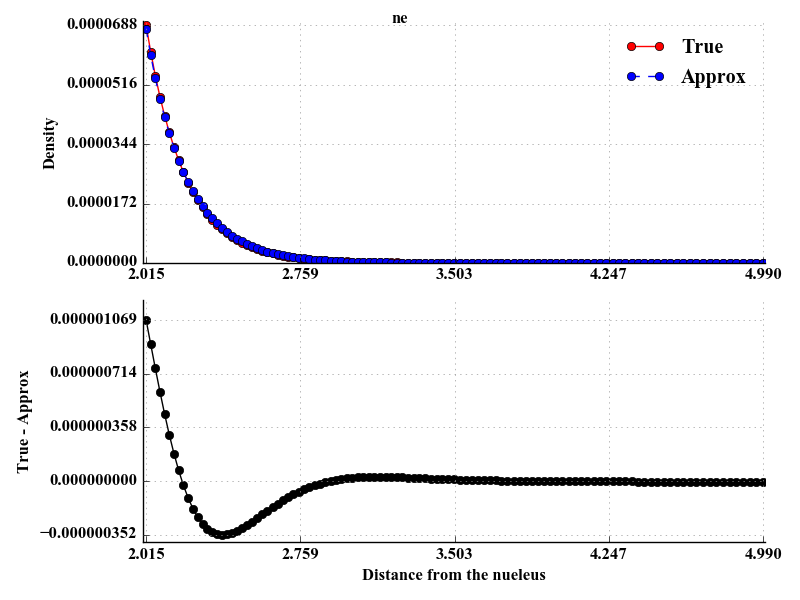 ne
0.0000688
0.0000516
0.0000344
0.0000172
0.0000000
Density
True
Approx
2.015 2.759 3.503 4.247 4.990
0.000001069
0.000000714
0.000000358
0.000000000
−0.000000352
True - Approx
2.015 2.759 3.503 4.247 4.990
Distance from the nueleus